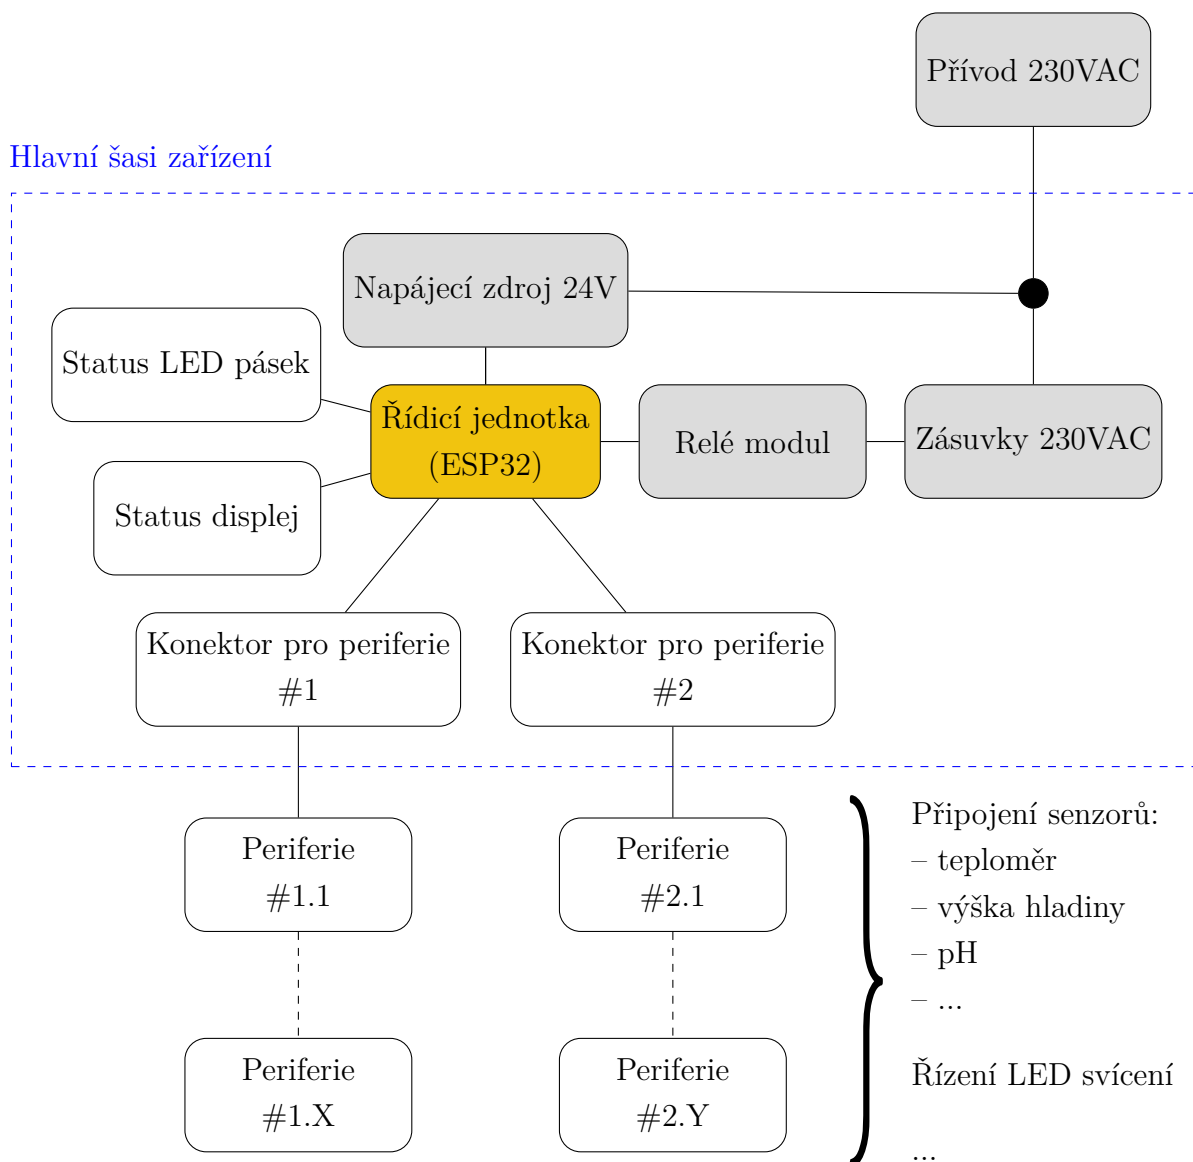 Přívod 230VAC
Hlavní šasi zařízení
Napájecí zdroj 24V
Status LED pásek
Řídicí jednotka
(ESP32)
Relé modul
Zásuvky 230VAC
Status displej
Konektor pro periferie
#1
Konektor pro periferie
#2
Periferie
#1.1
Periferie
#2.1
Periferie
#1.X
Periferie
#2.Y
Připojení senzorů:
– teploměr
– výška hladiny
– pH
– ...
Řízení LED svícení
...